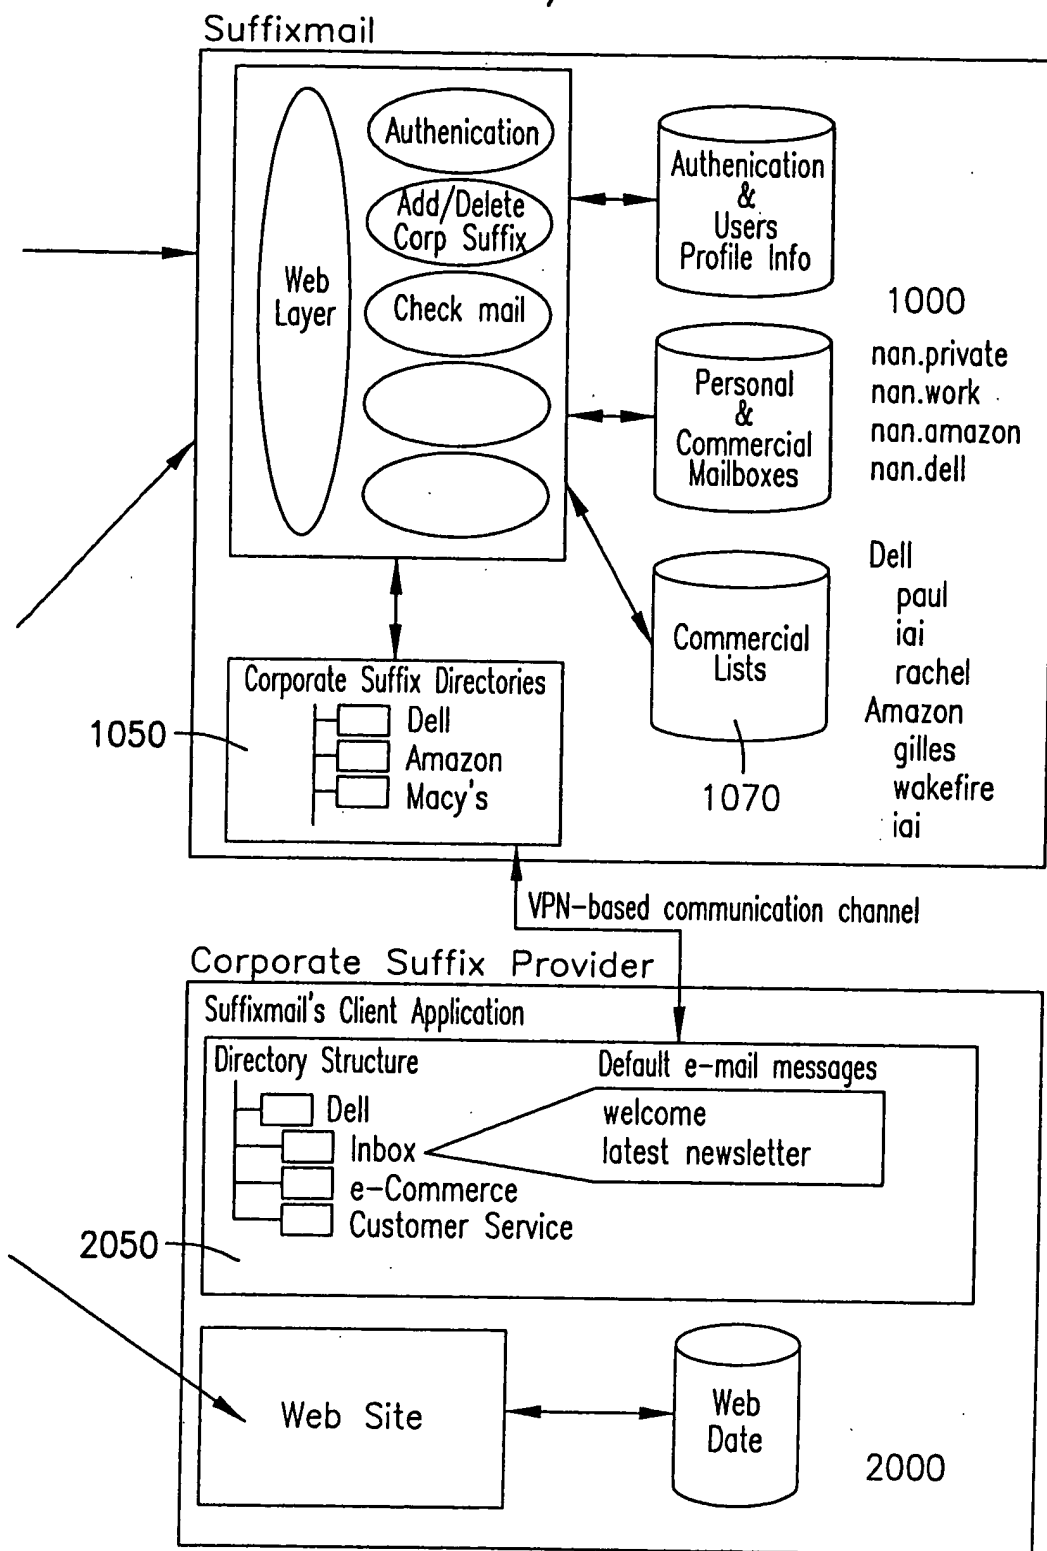 Suffixmail
Web
Layer
Authenication
Add/Delete
Corp Suffix
Check mail
Authenication
&
Users
Profile Info
1000
Personal
&
Commercial
Mailboxes
nan.private
nan.work
nan.amazon
nan.dell
Commercial
Lists
1070
Dell
paul
iai
rachel
Amazon
gilles
wakefire
iai
Corporate Suffix Directories
Dell
Amazon
Macy's
1050
VPN-based communication channel
Corporate Suffix Provider
Suffixmail's Client Application
Directory Structure
Dell
Inbox
e-Commerce
Customer Service
Default e-mail messages
welcome
latest newsletter
2050
Web Site
Web
Date
2000